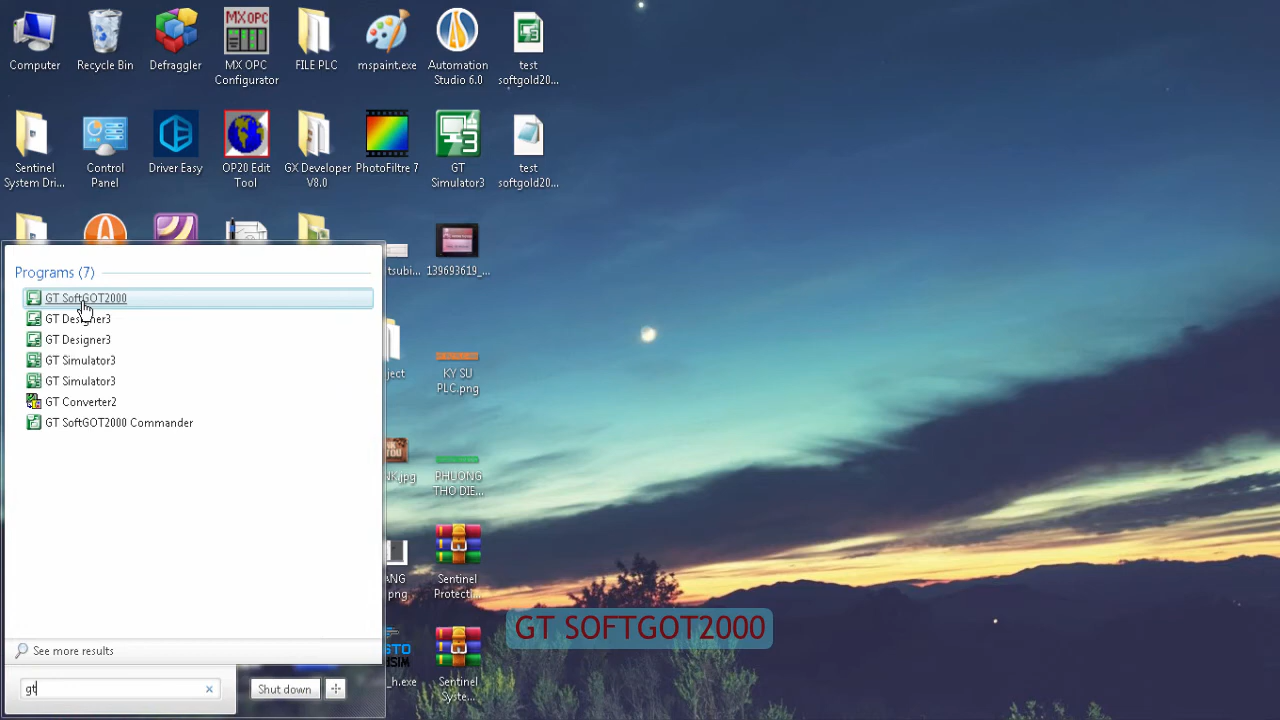 Computer
Recycle Bin
Defraggler
MX OPC
Configurator
FILE PLC
mspaint.exe
Automation
Studio 6.0
test
softgold20...
MX OPC
Sentinel
System Dri...
Control
Panel
Driver Easy
OP20 Edit
Tool
GX Developer
V8.0
PhotoFiltre 7
GT
Simulator3
test
softgold20...
tsubi...
139693619_...
ject
KY SU
PLC.png
PHUONG
THO DIE...
ANG
png
Sentinel
Protecti...
_h.exe
Sentinel
Syste...
Programs (7)
GT SoftGOT2000
GT Designer3
GT Designer3
GT Simulator3
GT Simulator3
GT Converter2
GT SoftGOT2000 Commander
See more results
gt
Shut down
GT SOFTGOT2000